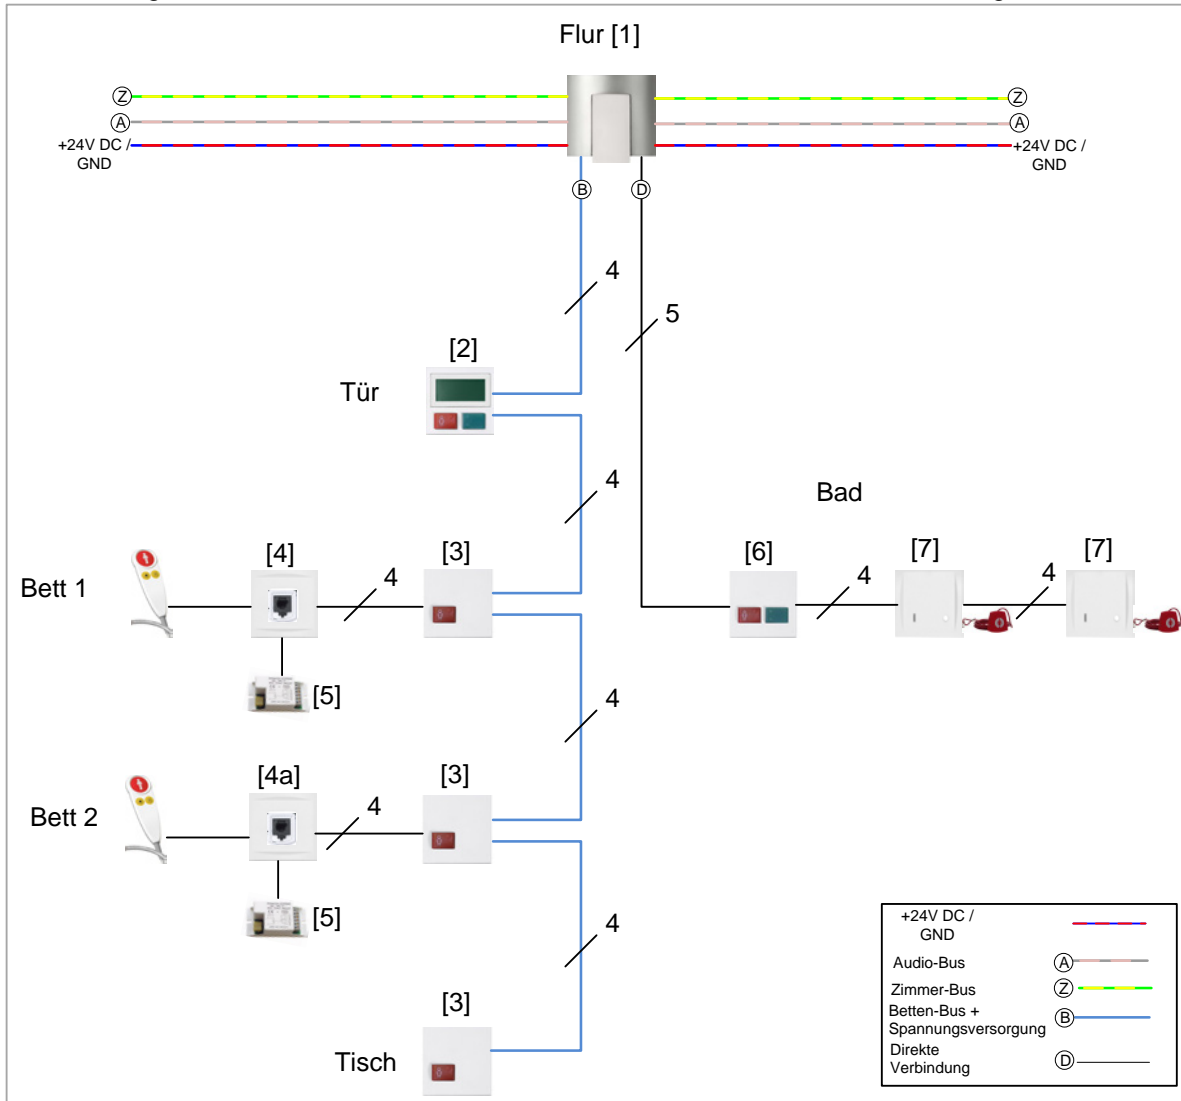 Flur [1]
Z Z
A A
+24V DC /
GND
+24V DC /
GND
B D
4
5
[2]
Tür
4
Bad
[4] [3] [6] [7] [7]
Bett 1
4 4 4
[5]
4
[4a] [3]
Bett 2
4
[5]
4
[3]
Tisch
+24V DC /
GND
Audio-Bus A
Zimmer-Bus Z
Betten-Bus +
Spannungsversorgung B
Direkte
Verbindung D